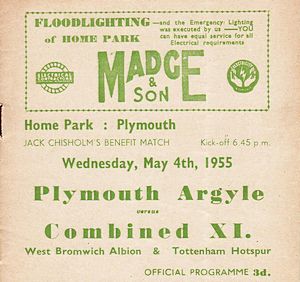 FLOODLIGHTING
of HOME PARK
—and the Emergency Lighting
was executed by us —YOU
can have equal service for all
Electrical requirements
MADGE
& SON
ELECTRICAL
Home Park : Plymouth
JACK CHISHOLM'S BENEFIT MATCH Kick-off 6.45 p.m.
Wednesday, May 4th, 1955
Plymouth Argyle
versus
Combined XI.
West Bromwich Albion & Tottenham Hotspur
OFFICIAL PROGRAMME 3d.